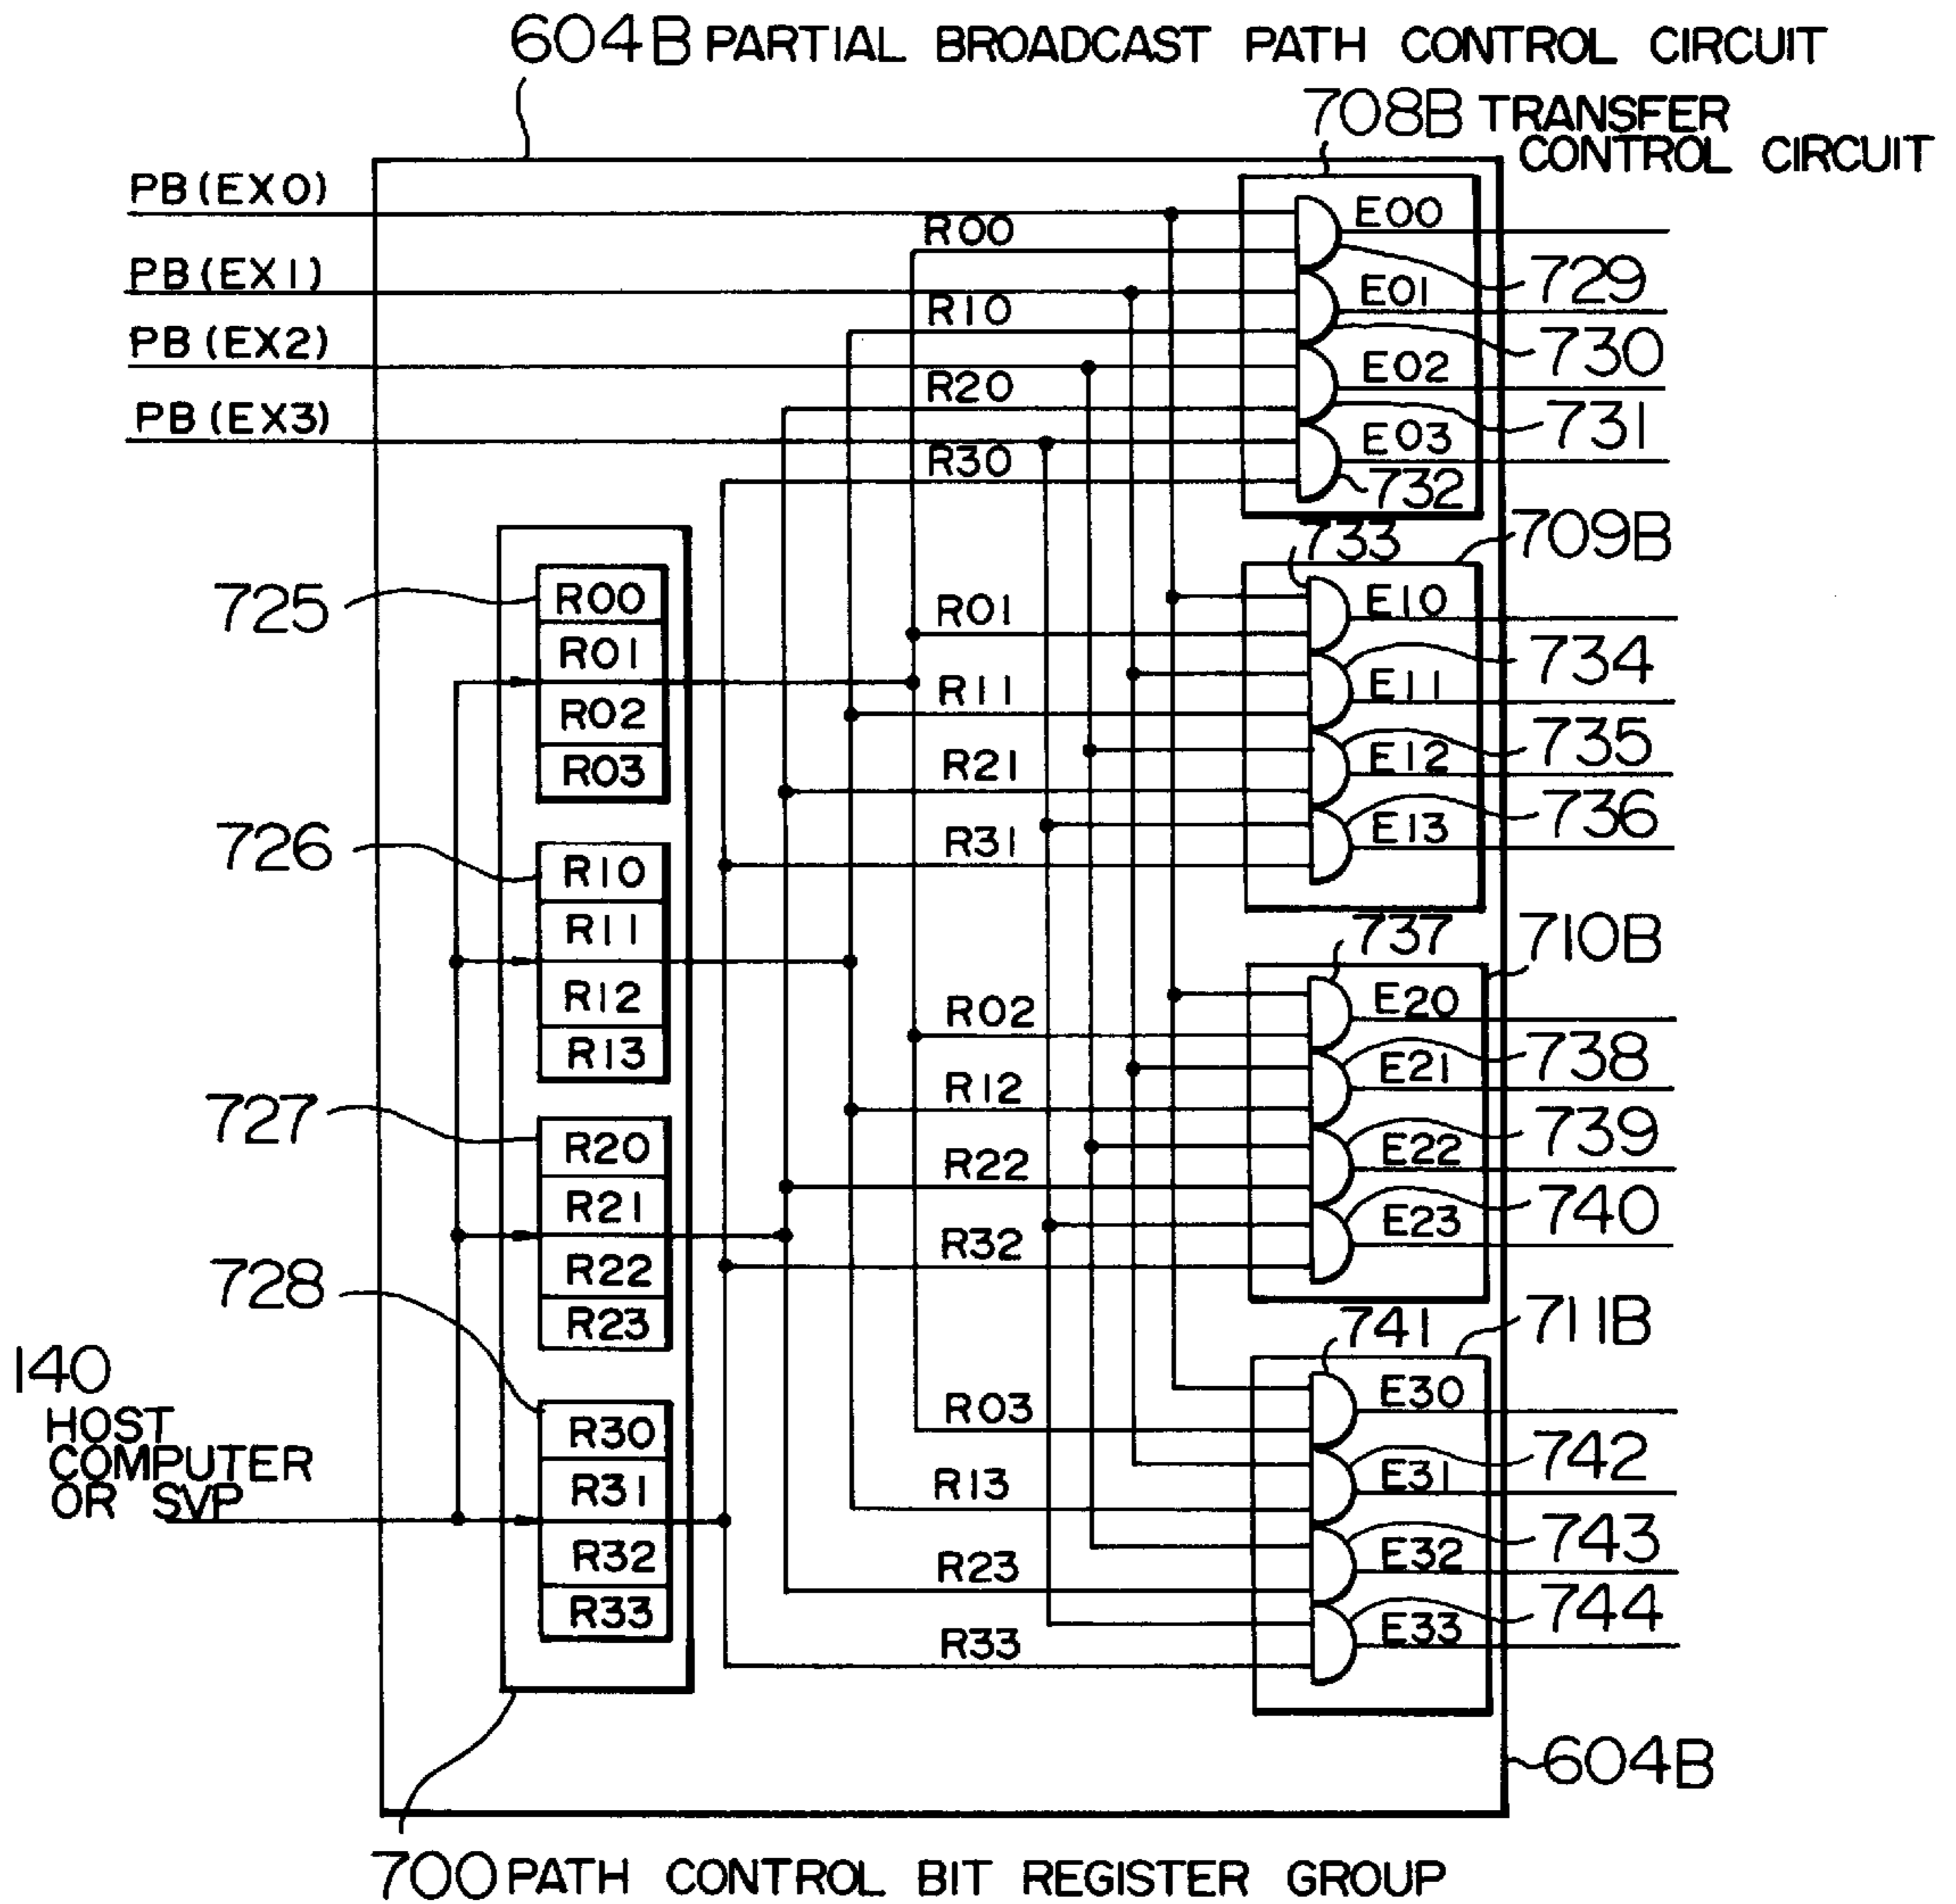 604B PARTIAL BROADCAST PATH CONTROL CIRCUIT
708B TRANSFER
CONTROL CIRCUIT
PB(EX0)
E00
R00
729
PB(EX1)
E01
R10
730
PB(EX2)
E02
R20
731
PB(EX3)
E03
R30
732
733
709B
725
R00
R01
R02
R03
R01
E10
734
R11
E11
735
R21
E12
736
R31
E13
726
R10
R11
R12
R13
737
710B
R02
E20
738
R12
E21
739
R22
E22
740
R32
E23
727
R20
R21
R22
R23
728
R30
R31
R32
R33
741
711B
R03
E30
742
R13
E31
743
R23
E32
744
R33
E33
140
HOST
COMPUTER
OR SVP
604B
700 PATH CONTROL BIT REGISTER GROUP